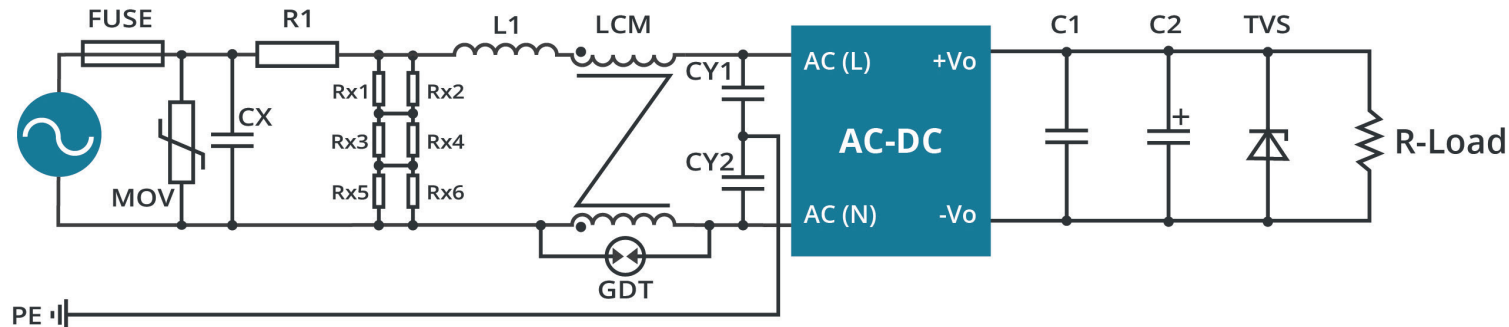 FUSE
R1
L1
LCM
C1
C2
TVS
AC (L)
+Vo
CY1
Rx1
Rx2
CX
+
Rx3
Rx4
AC-DC
R-Load
CY2
MOV
Rx5
Rx6
AC (N)
-Vo
GDT
PE